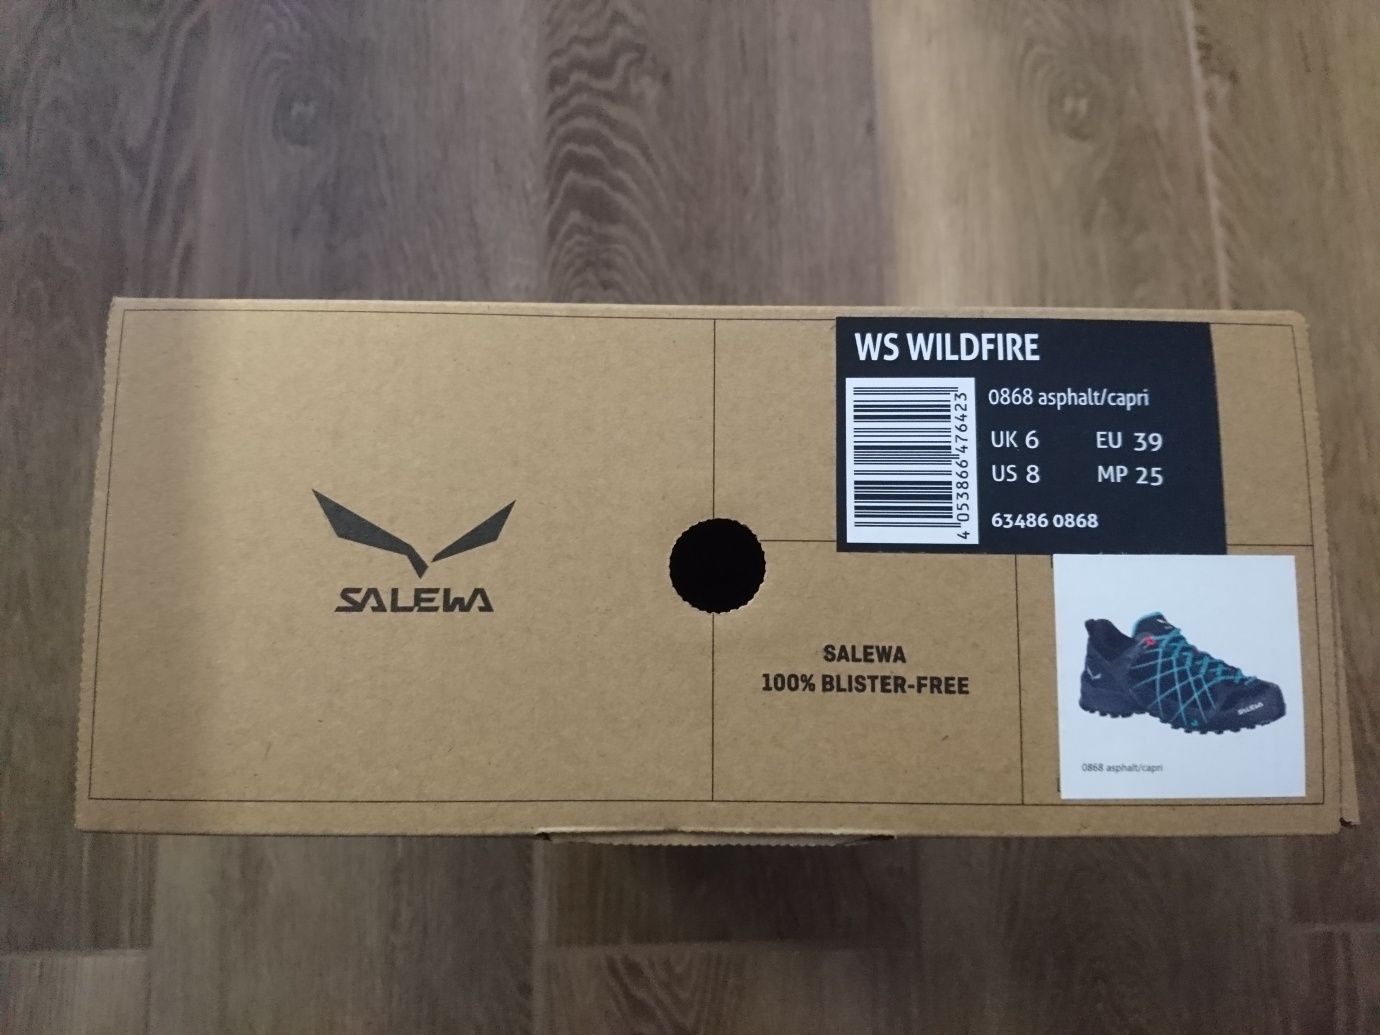 WS WILDFIRE
0868 asphalt/capri
UK 6 EU 39
US 8 MP 25
63486 0868
4 053866 476423
SALEWA
SALEWA
100% BLISTER-FREE
SALEWA
0868 asphalt/capri